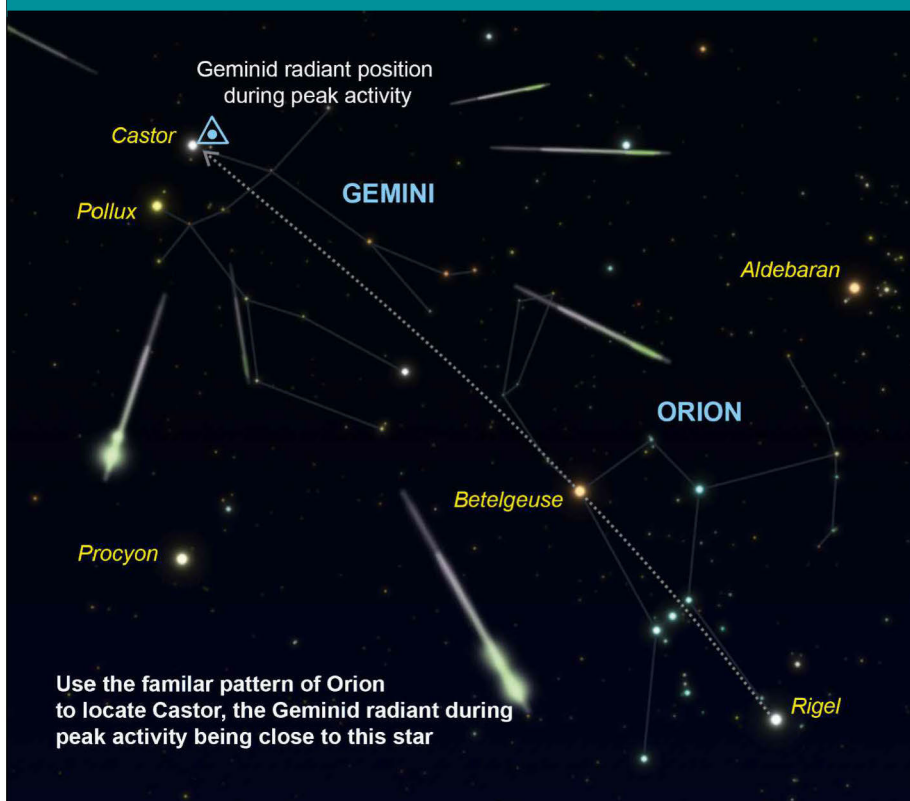 Geminid radiant position
during peak activity
Castor
GEMINI
Pollux
Aldebaran
ORION
Betelgeuse
Procyon
Use the familar pattern of Orion
to locate Castor, the Geminid radiant during
peak activity being close to this star
Rigel